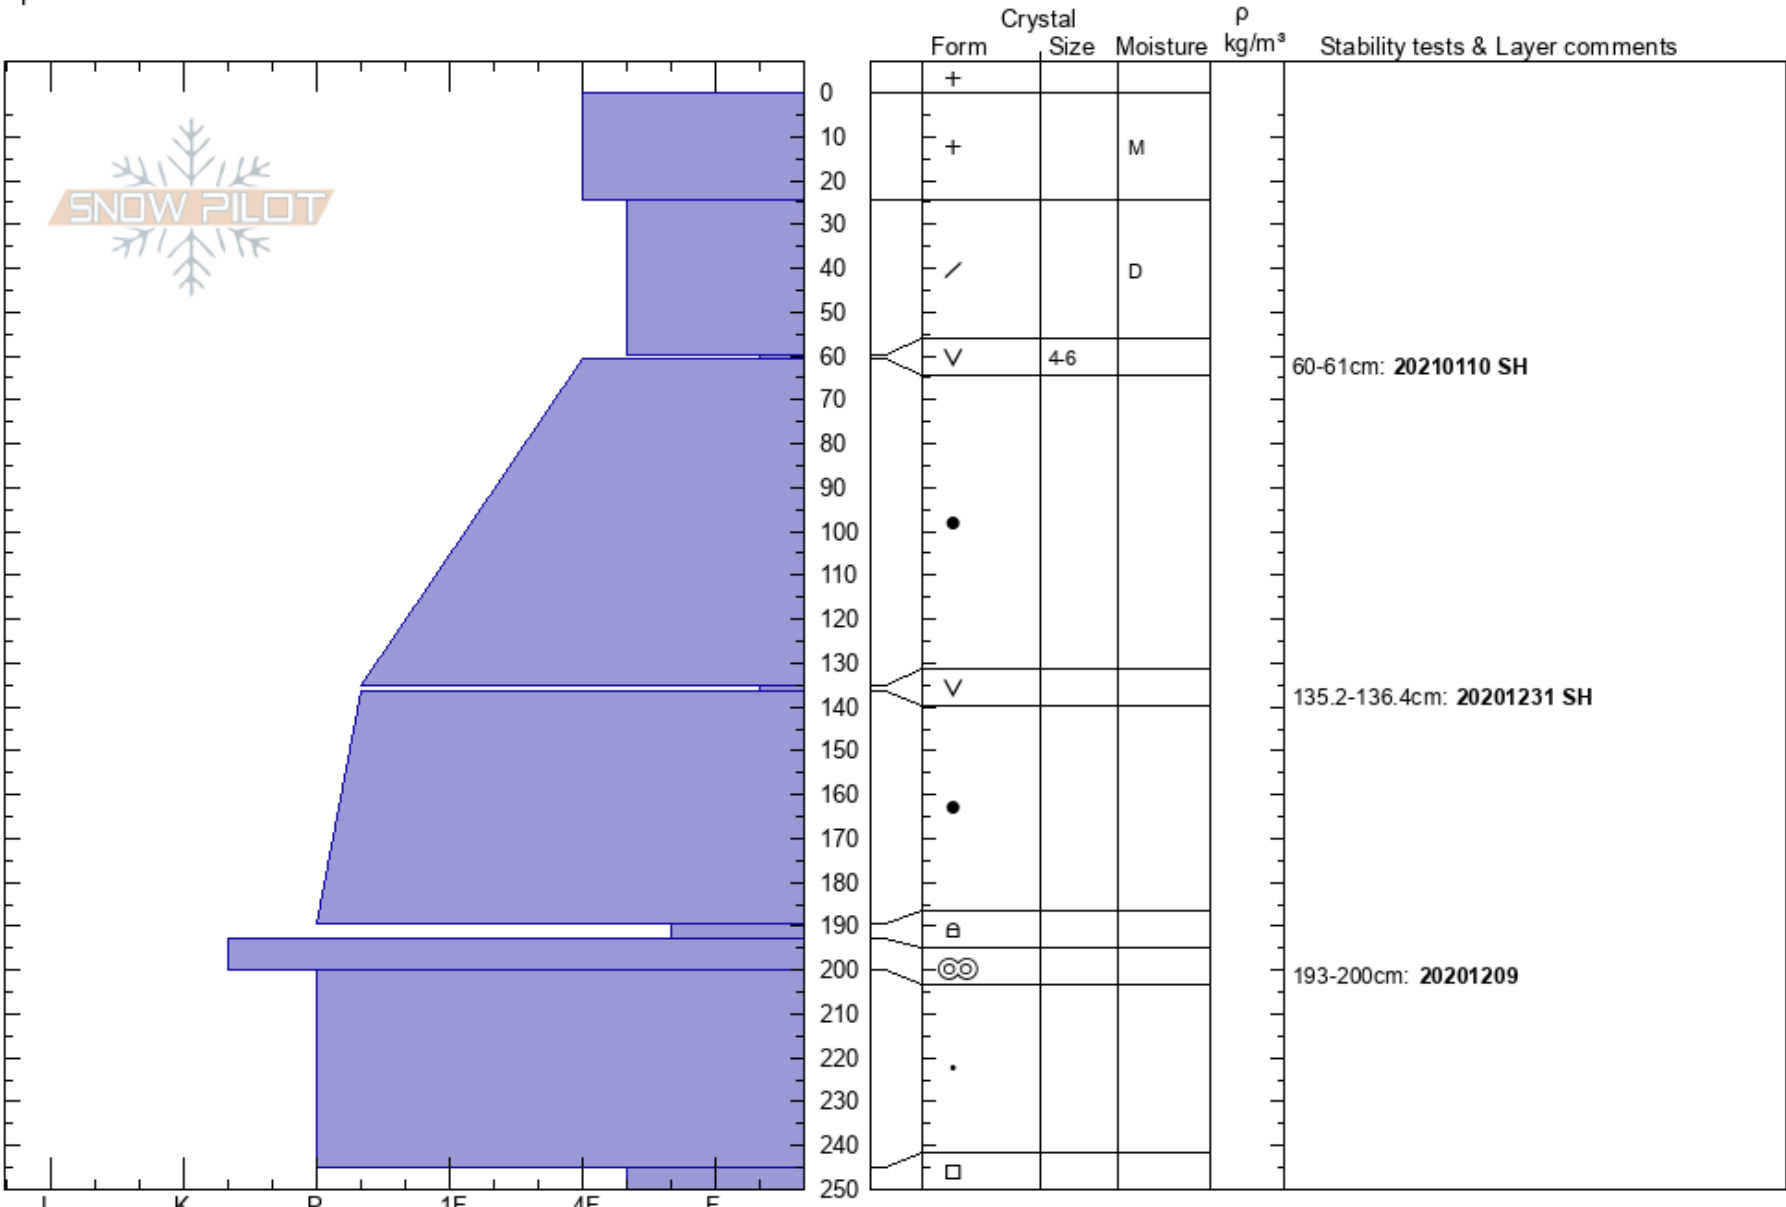 Crystal ρ
Form Size Moisture kg/m³ Stability tests & Layer comments
+
0
10
+ M
20
SNOW PILOT
30
40
/ D
50
60
V 4-6
60-61cm: 20210110 SH
70
80
90
100
110
120
130
V
135.2-136.4cm: 20201231 SH
140
150
160
170
180
190
200
193-200cm: 20201209
210
220
230
240
250
I K P 1F 4F F